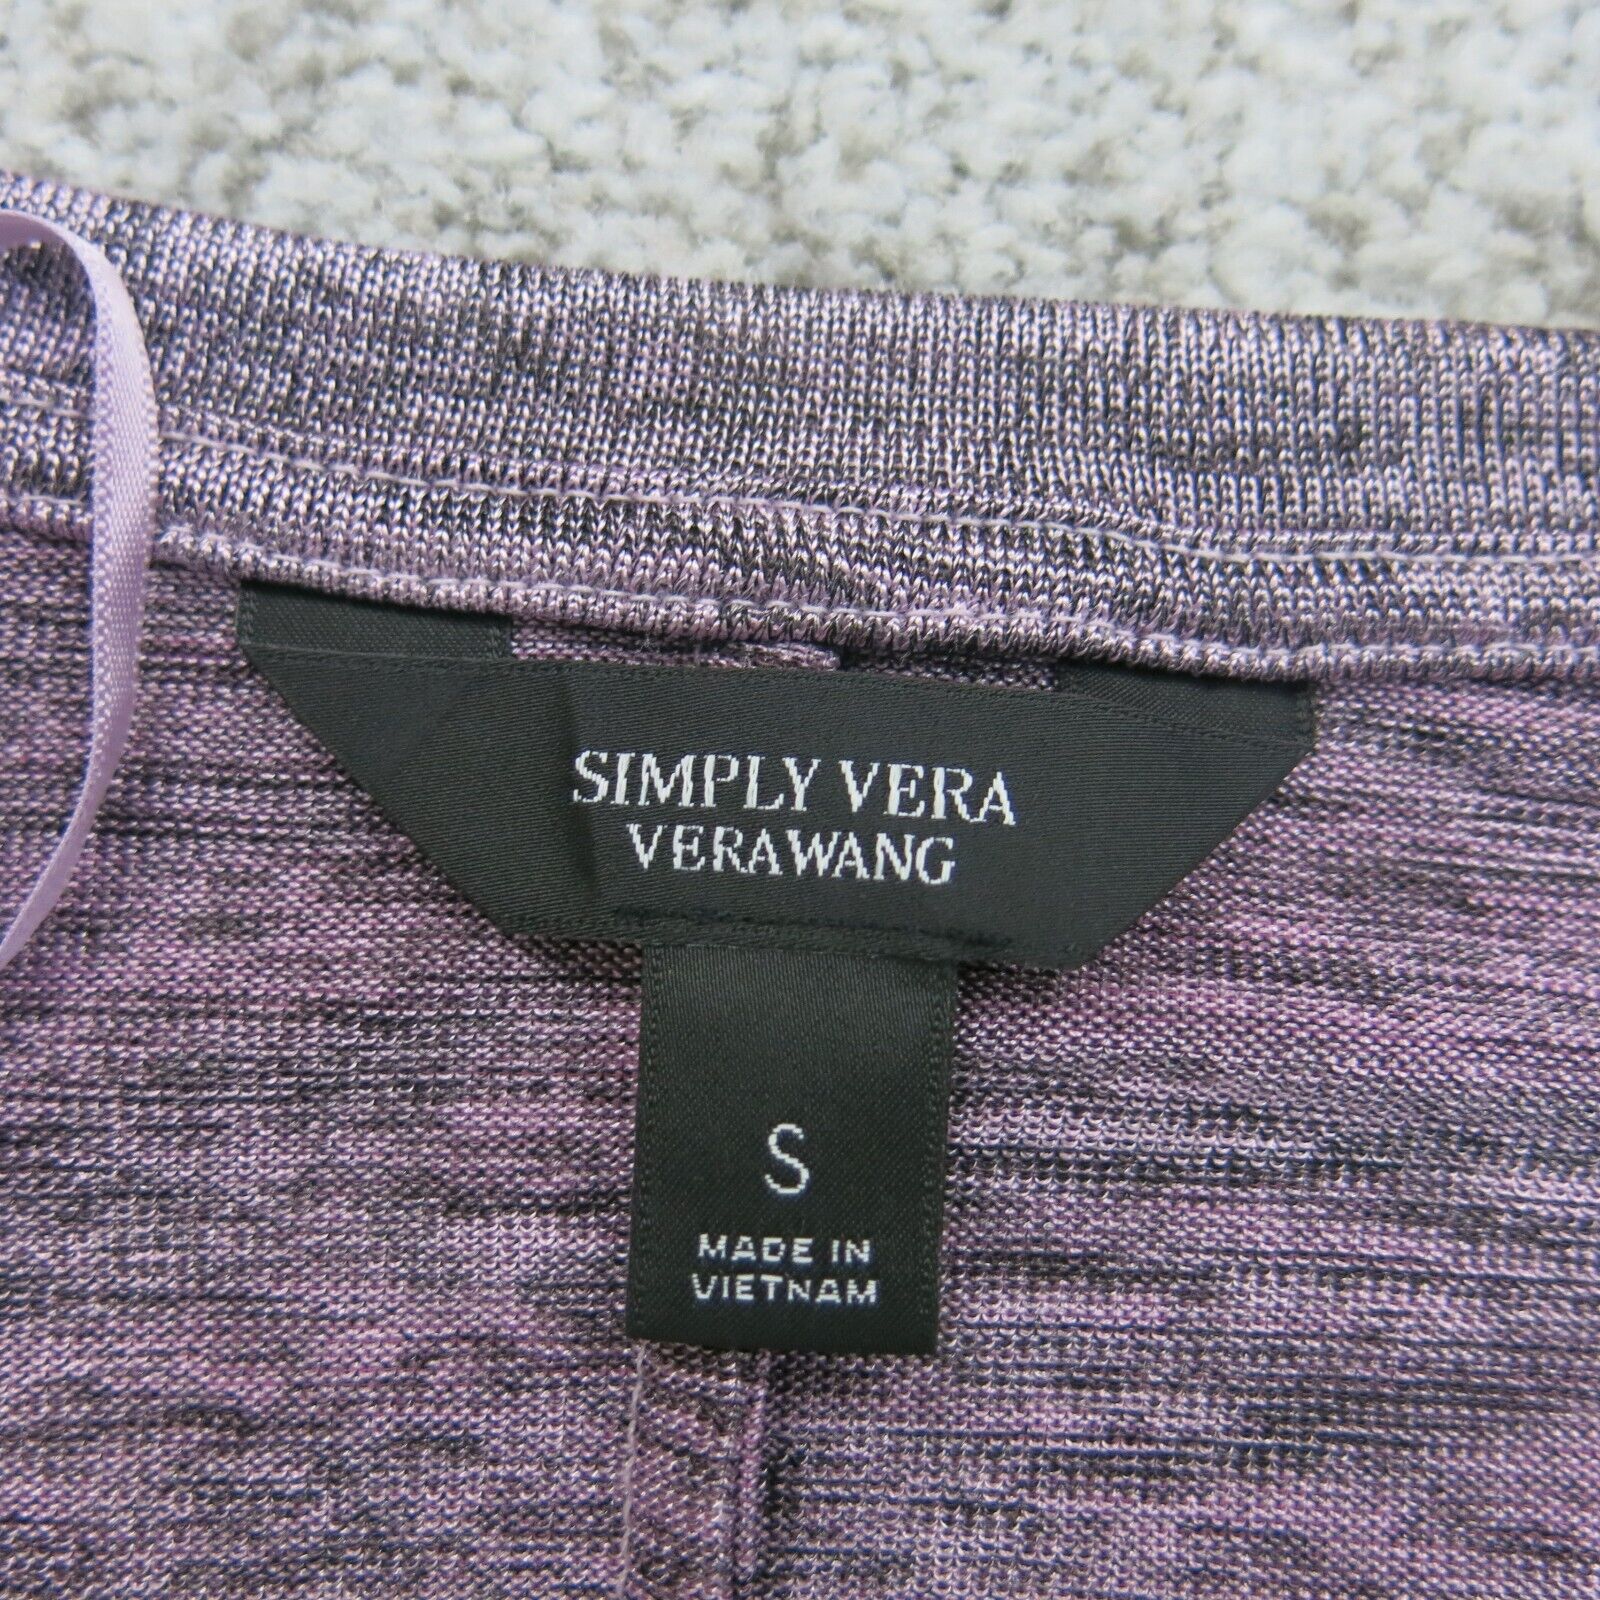 SIMPLY VERA
VERAWANG
S
MADE IN
VIETNAM